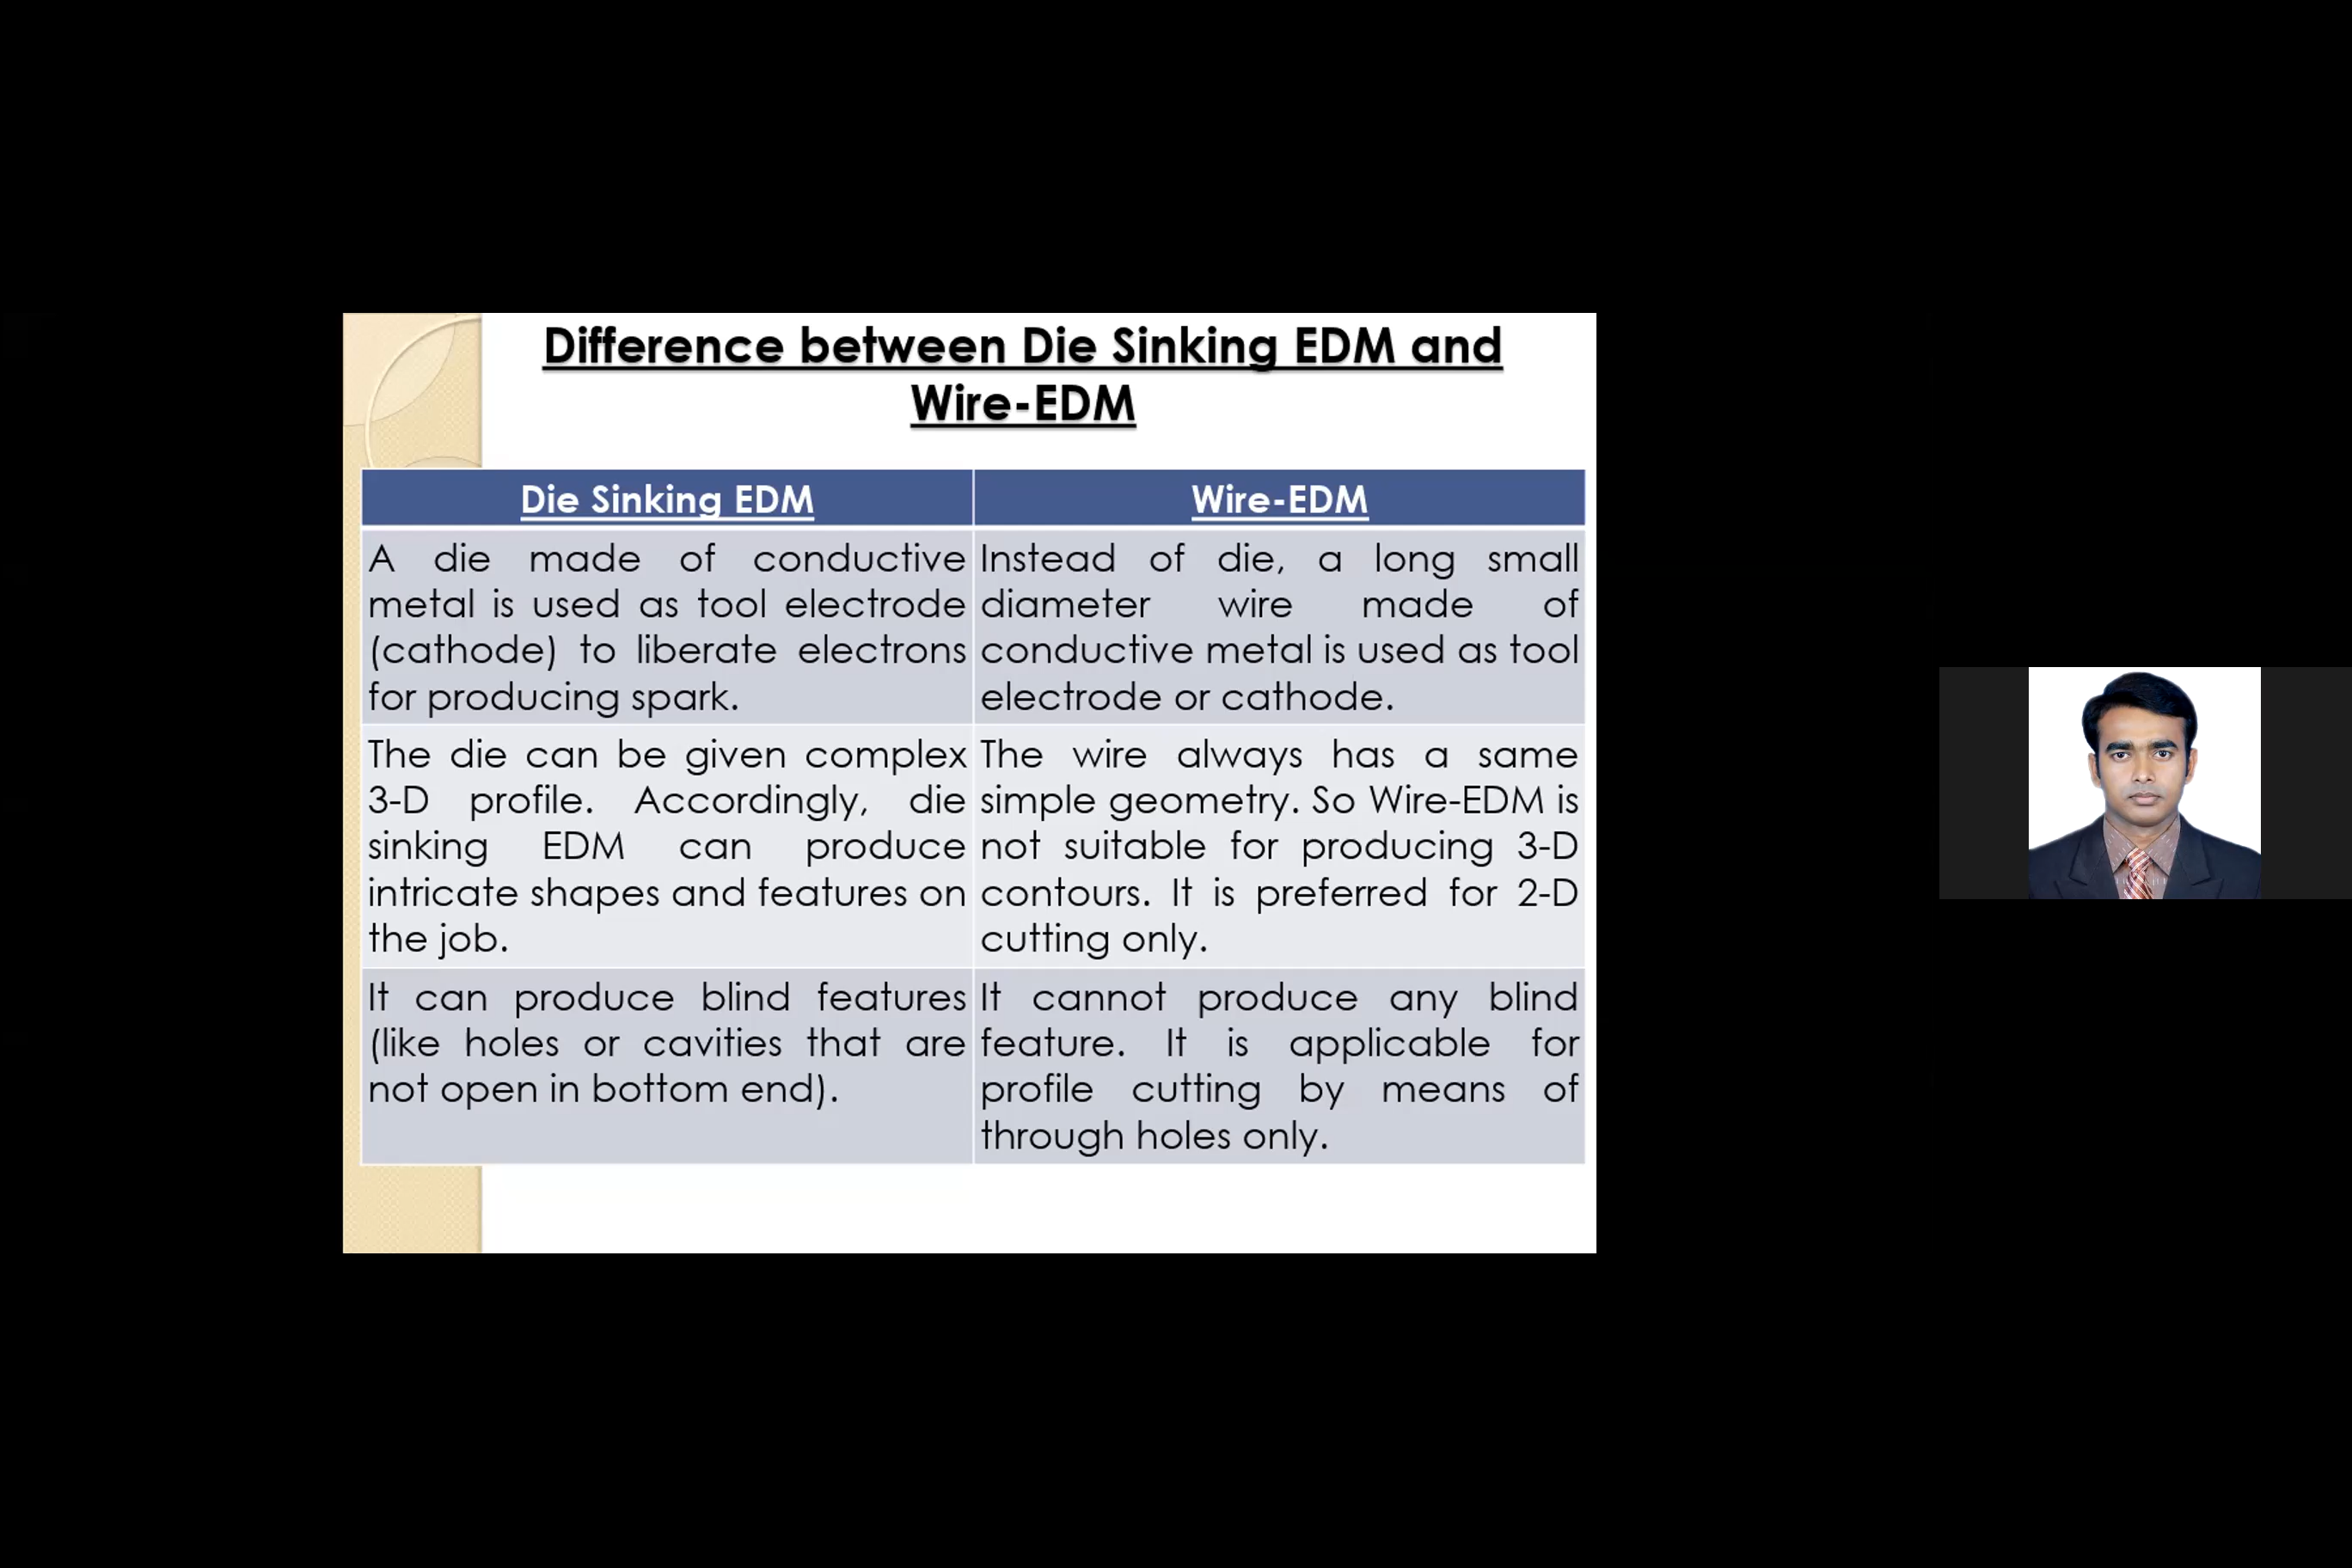 Difference between Die Sinking EDM and
Wire-EDM
Die Sinking EDM
Wire-EDM
A die made of conductive
metal is used as tool electrode
(cathode) to liberate electrons
for producing spark.
Instead of die, a long small
diameter wire made of
conductive metal is used as tool
electrode or cathode.
The die can be given complex
3-D profile. Accordingly, die
sinking EDM can produce
intricate shapes and features on
the job.
The wire always has a same
simple geometry. So Wire-EDM is
not suitable for producing 3-D
contours. It is preferred for 2-D
cutting only.
It can produce blind features
(like holes or cavities that are
not open in bottom end).
It cannot produce any blind
feature. It is applicable for
profile cutting by means of
through holes only.